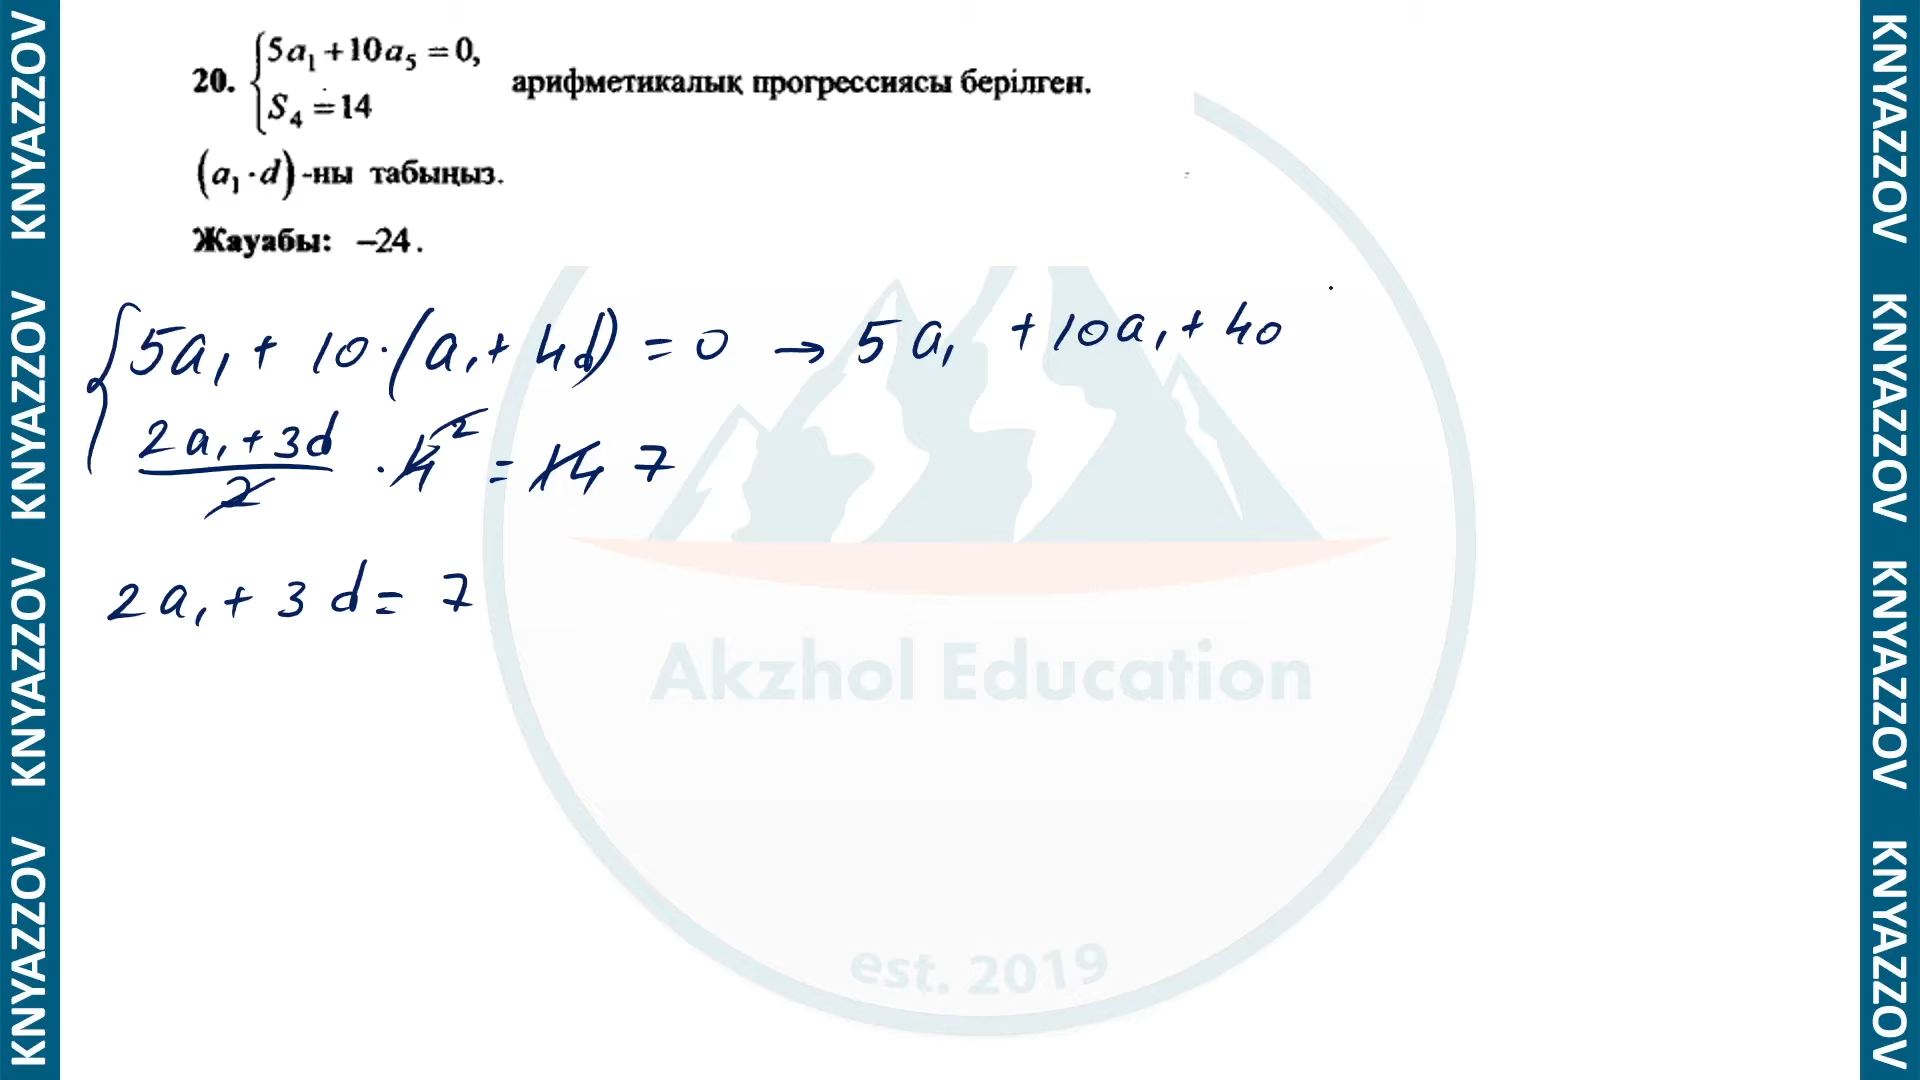 20. {5a₁+10a₅=0,
S₄=14
арифметикалық прогрессиясы берілген.
(a₁·d)-ны табыңыз.
Жауабы: –24.
5a₁ + 10·(a₁ + 4d) = 0 → 5a₁ + 10a₁ + 40
2a₁ + 3d / 2 · 4 2 = 14 7
2a₁ + 3d = 7
Akzhol Education
est. 2019
KNYAZZOV KNYAZZOV KNYAZZOV KNYAZZOV
KNYAZZOV KNYAZZOV KNYAZZOV KNYAZZOV